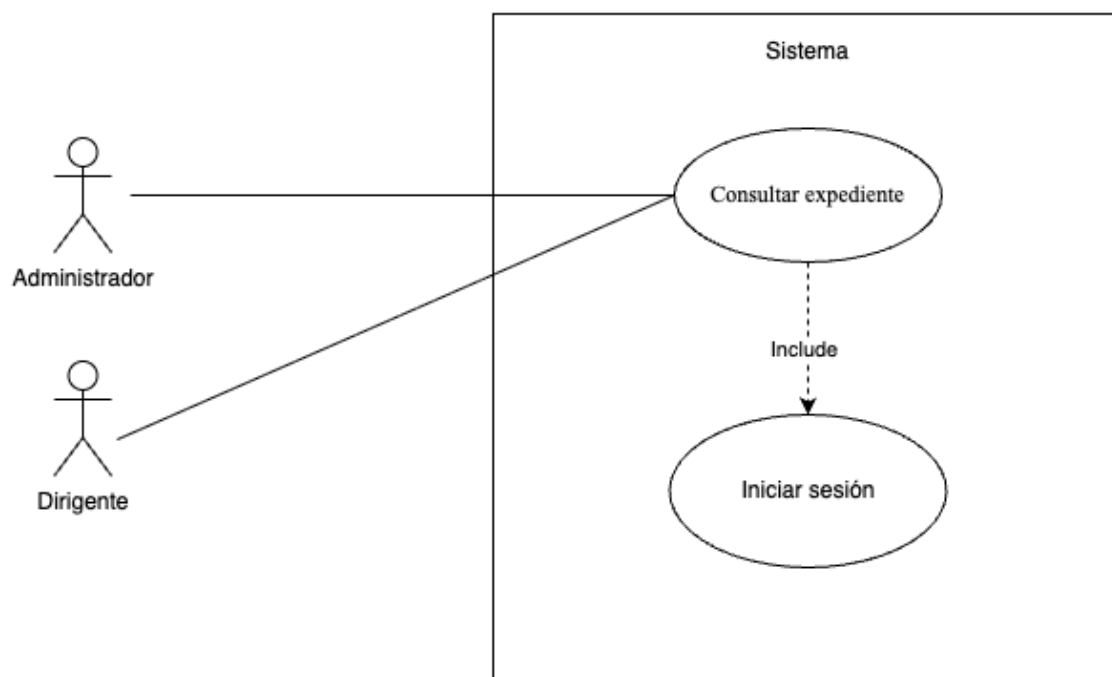 Sistema
Consultar expediente
Administrador
Include
Iniciar sesión
Dirigente